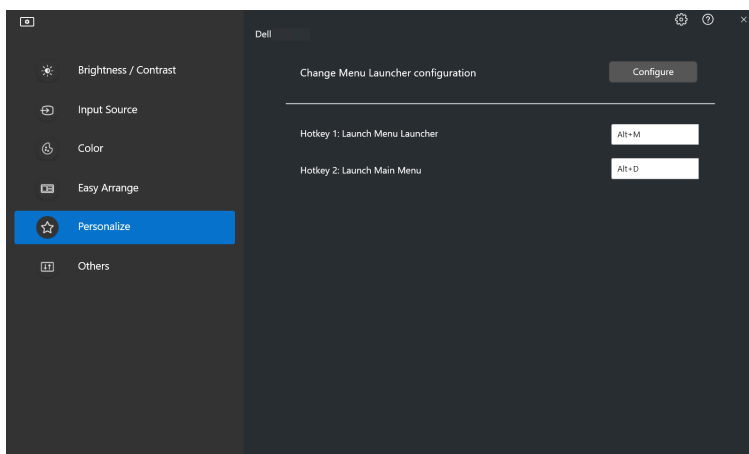 Dell
Brightness / Contrast
Input Source
Color
Easy Arrange
Personalize
Others
Change Menu Launcher configuration
Configure
Hotkey 1: Launch Menu Launcher
Alt+M
Hotkey 2: Launch Main Menu
Alt+D